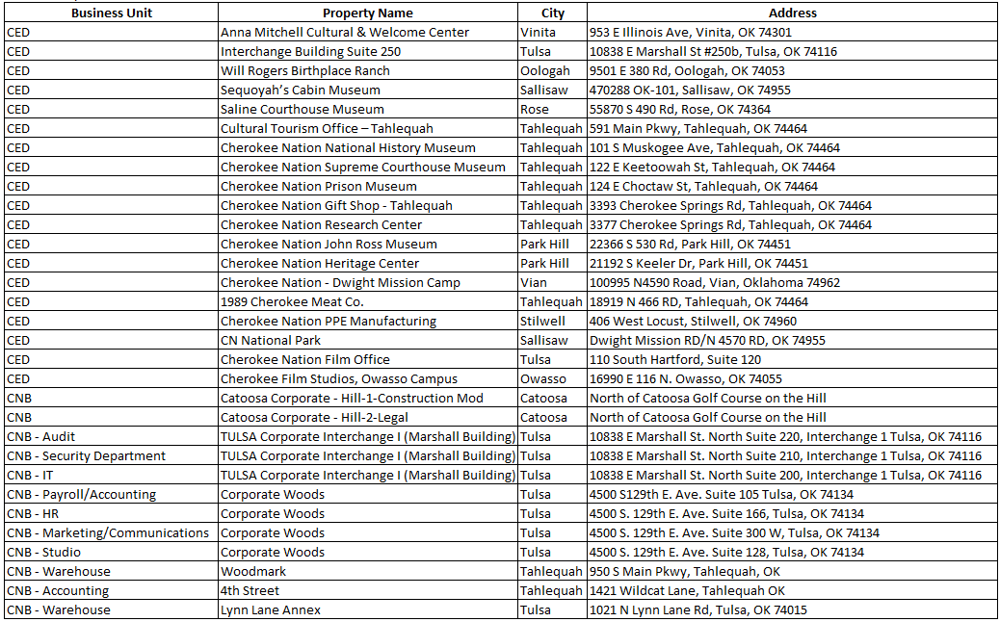 Business Unit Property Name City Address
CED Anna Mitchell Cultural & Welcome Center Vinita 953 E Illinois Ave, Vinita, OK 74301
CED Interchange Building Suite 250 Tulsa 10838 E Marshall St #250b, Tulsa, OK 74116
CED Will Rogers Birthplace Ranch Oologah 9501 E 380 Rd, Oologah, OK 74053
CED Sequoyah’s Cabin Museum Sallisaw 470288 OK-101, Sallisaw, OK 74955
CED Saline Courthouse Museum Rose 55870 S 490 Rd, Rose, OK 74364
CED Cultural Tourism Office – Tahlequah Tahlequah 591 Main Pkwy, Tahlequah, OK 74464
CED Cherokee Nation National History Museum Tahlequah 101 S Muskogee Ave, Tahlequah, OK 74464
CED Cherokee Nation Supreme Courthouse Museum Tahlequah 122 E Keetoowah St, Tahlequah, OK 74464
CED Cherokee Nation Prison Museum Tahlequah 124 E Choctaw St, Tahlequah, OK 74464
CED Cherokee Nation Gift Shop - Tahlequah Tahlequah 3393 Cherokee Springs Rd, Tahlequah, OK 74464
CED Cherokee Nation Research Center Tahlequah 3377 Cherokee Springs Rd, Tahlequah, OK 74464
CED Cherokee Nation John Ross Museum Park Hill 22366 S 530 Rd, Park Hill, OK 74451
CED Cherokee Nation Heritage Center Park Hill 21192 S Keeler Dr, Park Hill, OK 74451
CED Cherokee Nation - Dwight Mission Camp Vian 100995 N4590 Road, Vian, Oklahoma 74962
CED 1989 Cherokee Meat Co. Tahlequah 18919 N 466 RD, Tahlequah, OK 74464
CED Cherokee Nation PPE Manufacturing Stilwell 406 West Locust, Stilwell, OK 74960
CED CN National Park Sallisaw Dwight Mission RD/N 4570 RD, OK 74955
CED Cherokee Nation Film Office Tulsa 110 South Hartford, Suite 120
CED Cherokee Film Studios, Owasso Campus Owasso 16990 E 116 N. Owasso, OK 74055
CNB Catoosa Corporate - Hill-1-Construction Mod Catoosa North of Catoosa Golf Course on the Hill
CNB Catoosa Corporate - Hill-2-Legal Catoosa North of Catoosa Golf Course on the Hill
CNB - Audit TULSA Corporate Interchange I (Marshall Building) Tulsa 10838 E Marshall St. North Suite 220, Interchange 1 Tulsa, OK 74116
CNB - Security Department TULSA Corporate Interchange I (Marshall Building) Tulsa 10838 E Marshall St. North Suite 210, Interchange 1 Tulsa, OK 74116
CNB - IT TULSA Corporate Interchange I (Marshall Building) Tulsa 10838 E Marshall St. North Suite 200, Interchange 1 Tulsa, OK 74116
CNB - Payroll/Accounting Corporate Woods Tulsa 4500 S129th E. Ave. Suite 105 Tulsa, OK 74134
CNB - HR Corporate Woods Tulsa 4500 S. 129th E. Ave. Suite 166, Tulsa, OK 74134
CNB - Marketing/Communications Corporate Woods Tulsa 4500 S. 129th E. Ave. Suite 300 W, Tulsa, OK 74134
CNB - Studio Corporate Woods Tulsa 4500 S. 129th E. Ave. Suite 128, Tulsa, OK 74134
CNB - Warehouse Woodmark Tahlequah 950 S Main Pkwy, Tahlequah, OK
CNB - Accounting 4th Street Tahlequah 1421 Wildcat Lane, Tahlequah OK
CNB - Warehouse Lynn Lane Annex Tulsa 1021 N Lynn Lane Rd, Tulsa, OK 74015